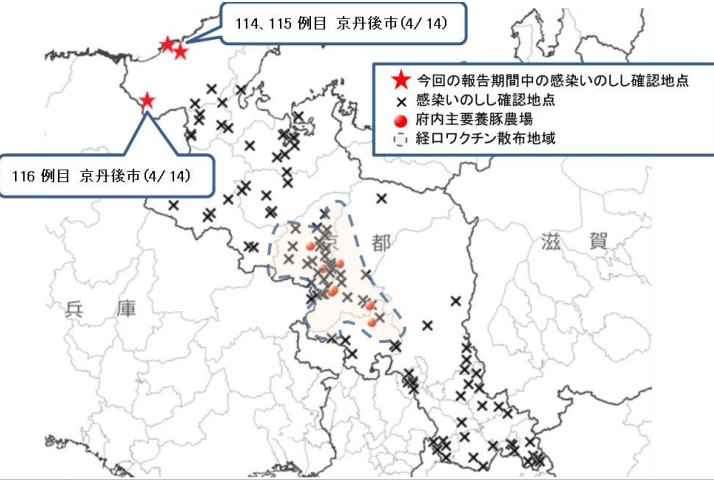 114、115 例目 京丹後市(4/14)
今回の報告期間中の感染いのしし確認地点
感染いのしし確認地点
府内主要養豚農場
経口ワクチン散布地域
116 例目 京丹後市(4/14)
京 都
滋 賀
兵 庫